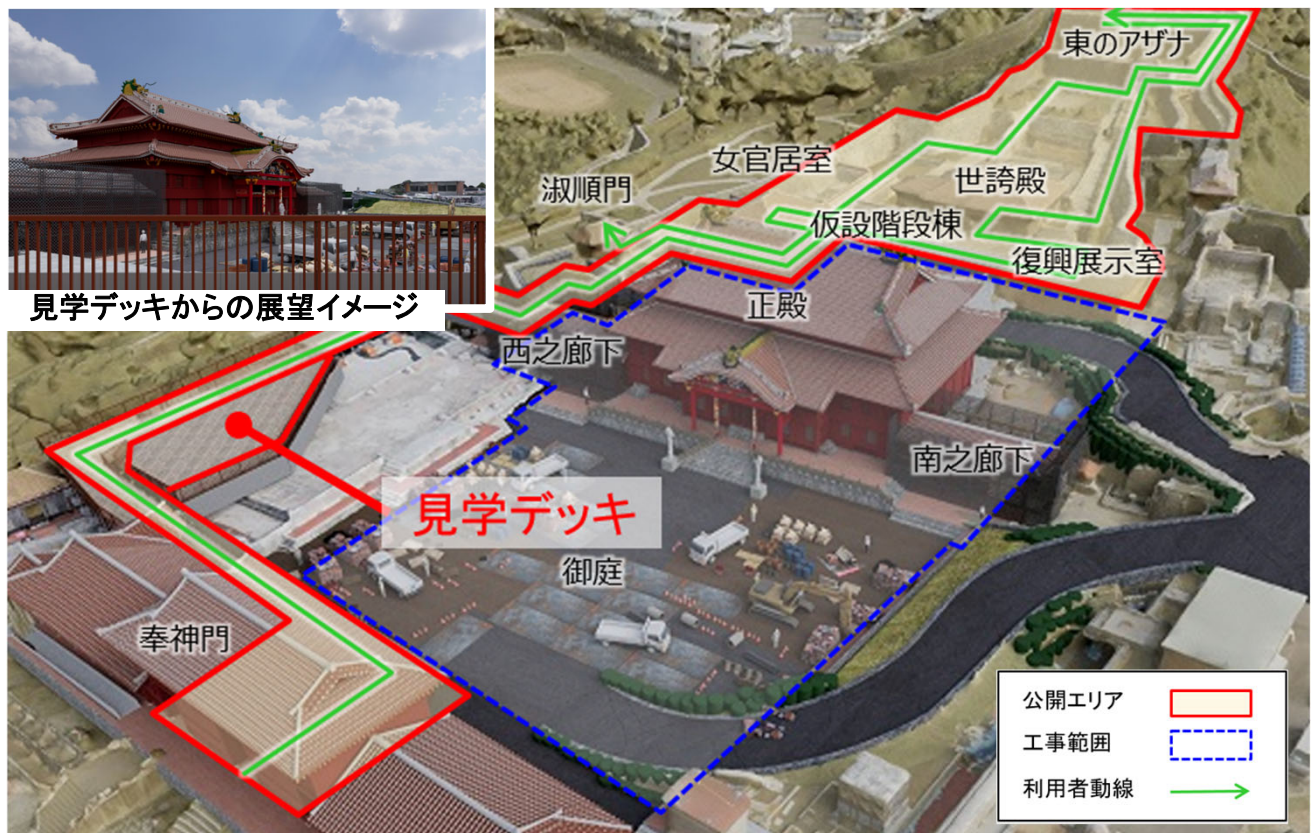 見学デッキからの展望イメージ
東のアザナ
女官居室
世誇殿
淑順門
仮設階段棟
復興展示室
正殿
西之廊下
南之廊下
見学デッキ
御庭
奉神門
公開エリア
工事範囲
利用者動線